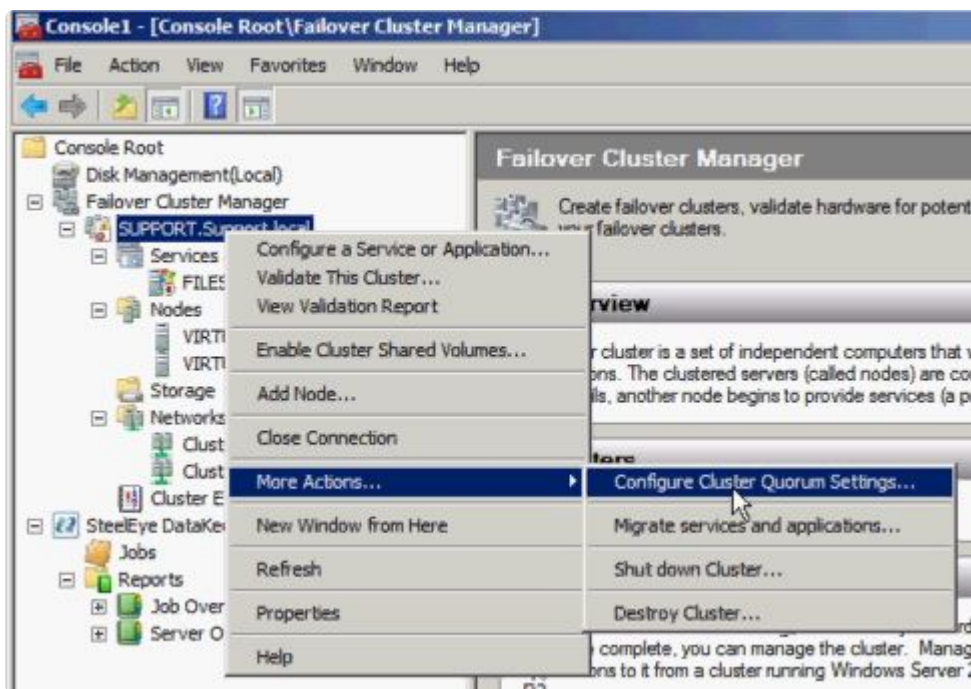 Console1 - [Console Root\Failover Cluster Manager]
File Action View Favorites Window Help
Console Root
Disk Management(Local)
Failover Cluster Manager
SUPPORT.Support.local
Services
FILES
Nodes
VIRT
VIRT
Storage
Networks
Clust
Clust
Cluster E
SteelEye DataKe
Jobs
Reports
Job Over
Server O
Configure a Service or Application...
Validate This Cluster...
View Validation Report
Enable Cluster Shared Volumes...
Add Node...
Close Connection
More Actions...
New Window from Here
Refresh
Properties
Help
Configure Cluster Quorum Settings...
Migrate services and applications...
Shut down Cluster...
Destroy Cluster...
Failover Cluster Manager
Create failover clusters, validate hardware for potent
your failover clusters.
rview
r cluster is a set of independent computers that
ons. The clustered servers (called nodes) are co
ils, another node begins to provide services (a p
ters
complete, you can manage the cluster. Manag
ons to it from a cluster running Windows Server